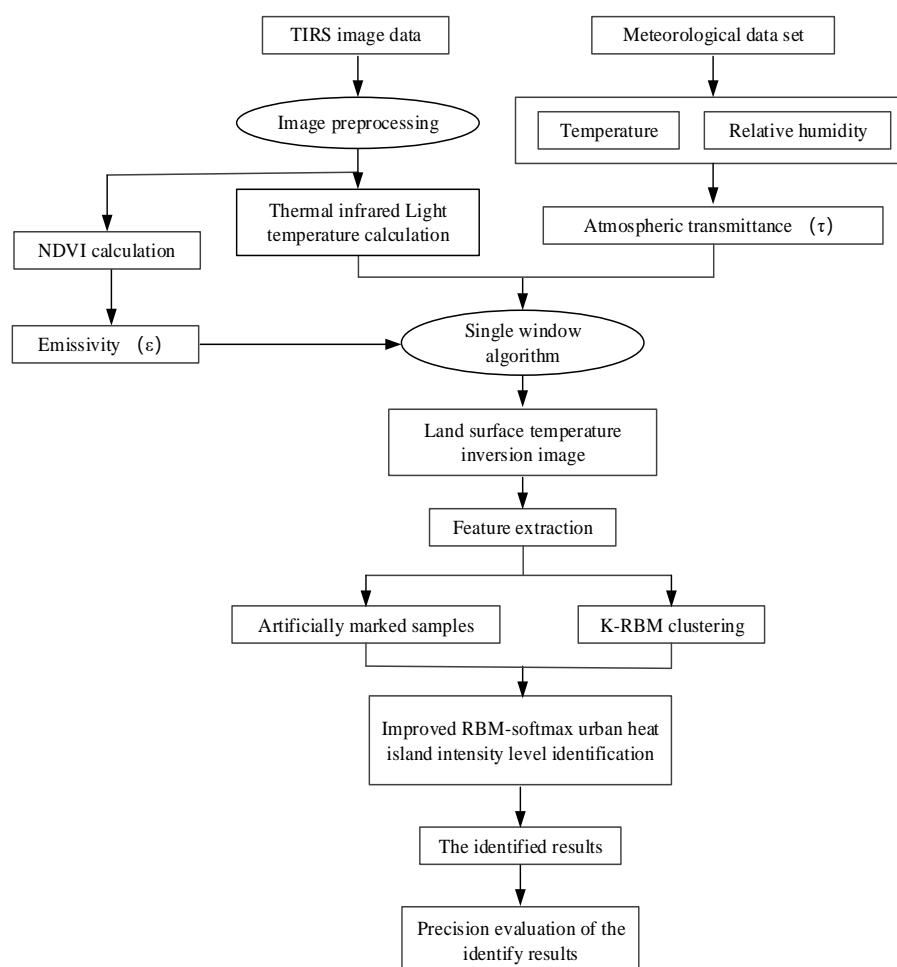 TIRS image data
Meteorological data set
Image preprocessing
Temperature
Relative humidity
Thermal infrared Light
temperature calculation
Atmospheric transmittance （τ）
NDVI calculation
Emissivity （ε）
Single window
algorithm
Land surface temperature
inversion image
Feature extraction
Artificially marked samples
K-RBM clustering
Improved RBM-softmax urban heat
island intensity level identification
The identified results
Precision evaluation of the
identify results